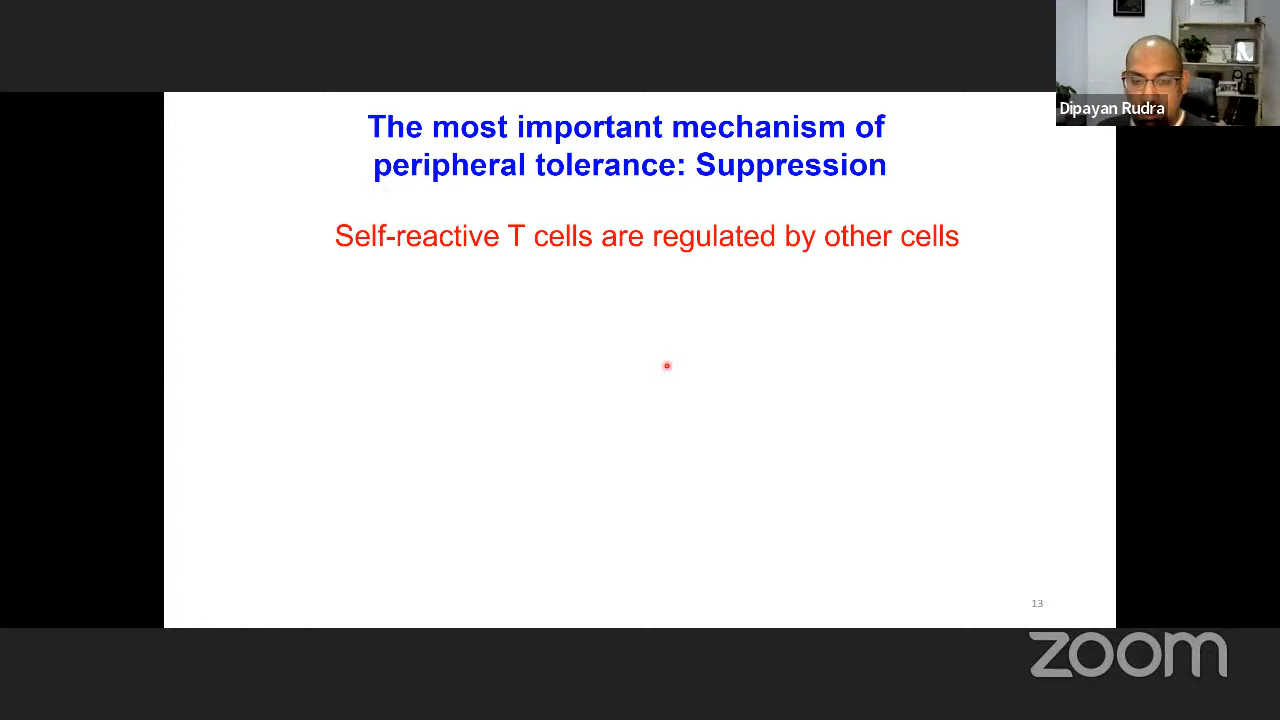 Dipayan Rudra
The most important mechanism of
peripheral tolerance: Suppression
Self-reactive T cells are regulated by other cells
13
zoom